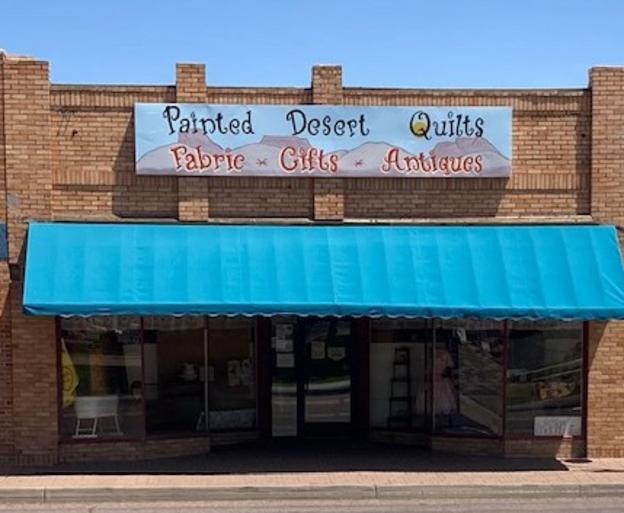 Painted Desert Quilts
Fabric * Gifts * Antiques